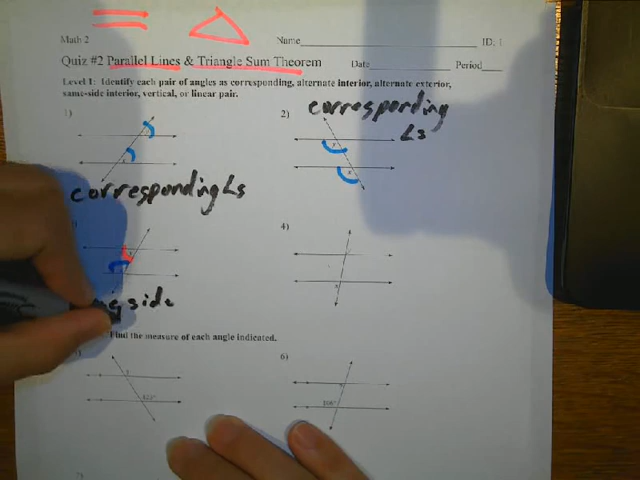 Math 2 Name ID: 1
Quiz #2 Parallel Lines & Triangle Sum Theorem Date Period
Level 1: Identify each pair of angles as corresponding, alternate interior, alternate exterior,
same-side interior, vertical, or linear pair.
1) 2) corresponding
∠s
corresponding ∠s
4)
side
Find the measure of each angle indicated.
6)